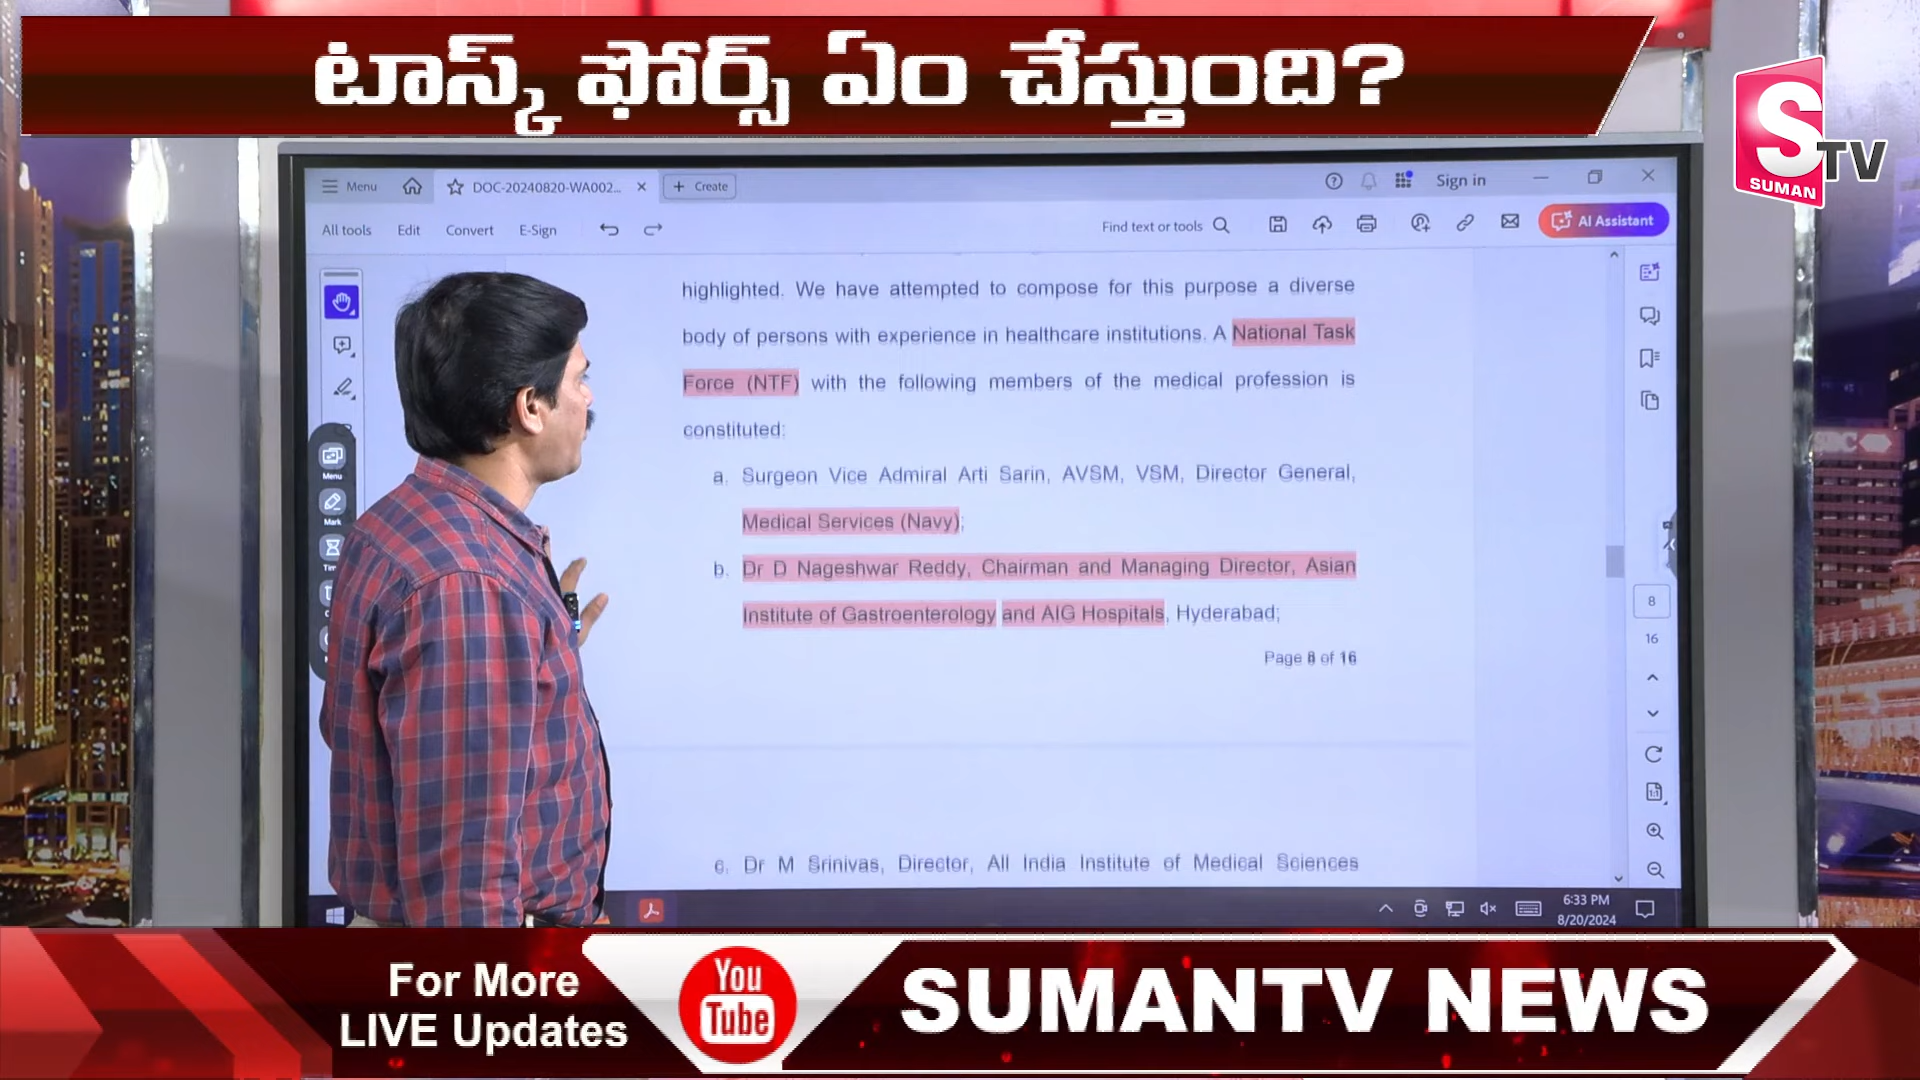 టాస్క్ ఫోర్స్ ఏం చేస్తుంది?
S
TV
SUMAN
Menu
DOC-20240820-WA002...
Create
Sign in
All tools
Edit
Convert
E-Sign
Find text or tools
AI Assistant
highlighted. We have attempted to compose for this purpose a diverse
body of persons with experience in healthcare institutions. A National Task
Force (NTF) with the following members of the medical profession is
constituted:
a. Surgeon Vice Admiral Arti Sarin, AVSM, VSM, Director General,
Medical Services (Navy);
b. Dr D Nageshwar Reddy, Chairman and Managing Director, Asian
Institute of Gastroenterology and AIG Hospitals, Hyderabad;
Page 8 of 16
c. Dr M Srinivas, Director, All India Institute of Medical Sciences
Menu
Mark
8
16
6:33 PM
8/20/2024
For More
LIVE Updates
You
Tube
SUMANTV NEWS